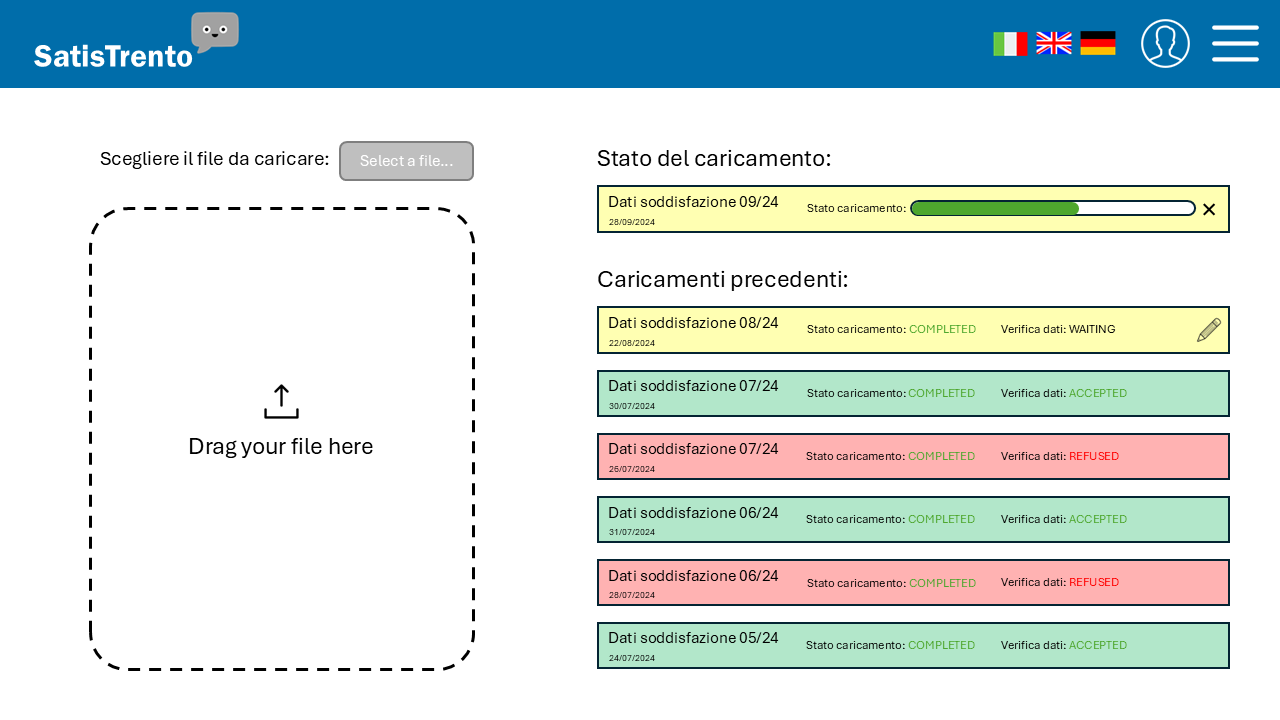 SatisTrento
Scegliere il file da caricare:
Select a file...
Drag your file here
Stato del caricamento:
Dati soddisfazione 09/24
28/09/2024
Stato caricamento:
Caricamenti precedenti:
Dati soddisfazione 08/24
22/08/2024
Stato caricamento: COMPLETED
Verifica dati: WAITING
Dati soddisfazione 07/24
30/07/2024
Stato caricamento: COMPLETED
Verifica dati: ACCEPTED
Dati soddisfazione 07/24
26/07/2024
Stato caricamento: COMPLETED
Verifica dati: REFUSED
Dati soddisfazione 06/24
31/07/2024
Stato caricamento: COMPLETED
Verifica dati: ACCEPTED
Dati soddisfazione 06/24
28/07/2024
Stato caricamento: COMPLETED
Verifica dati: REFUSED
Dati soddisfazione 05/24
24/07/2024
Stato caricamento: COMPLETED
Verifica dati: ACCEPTED